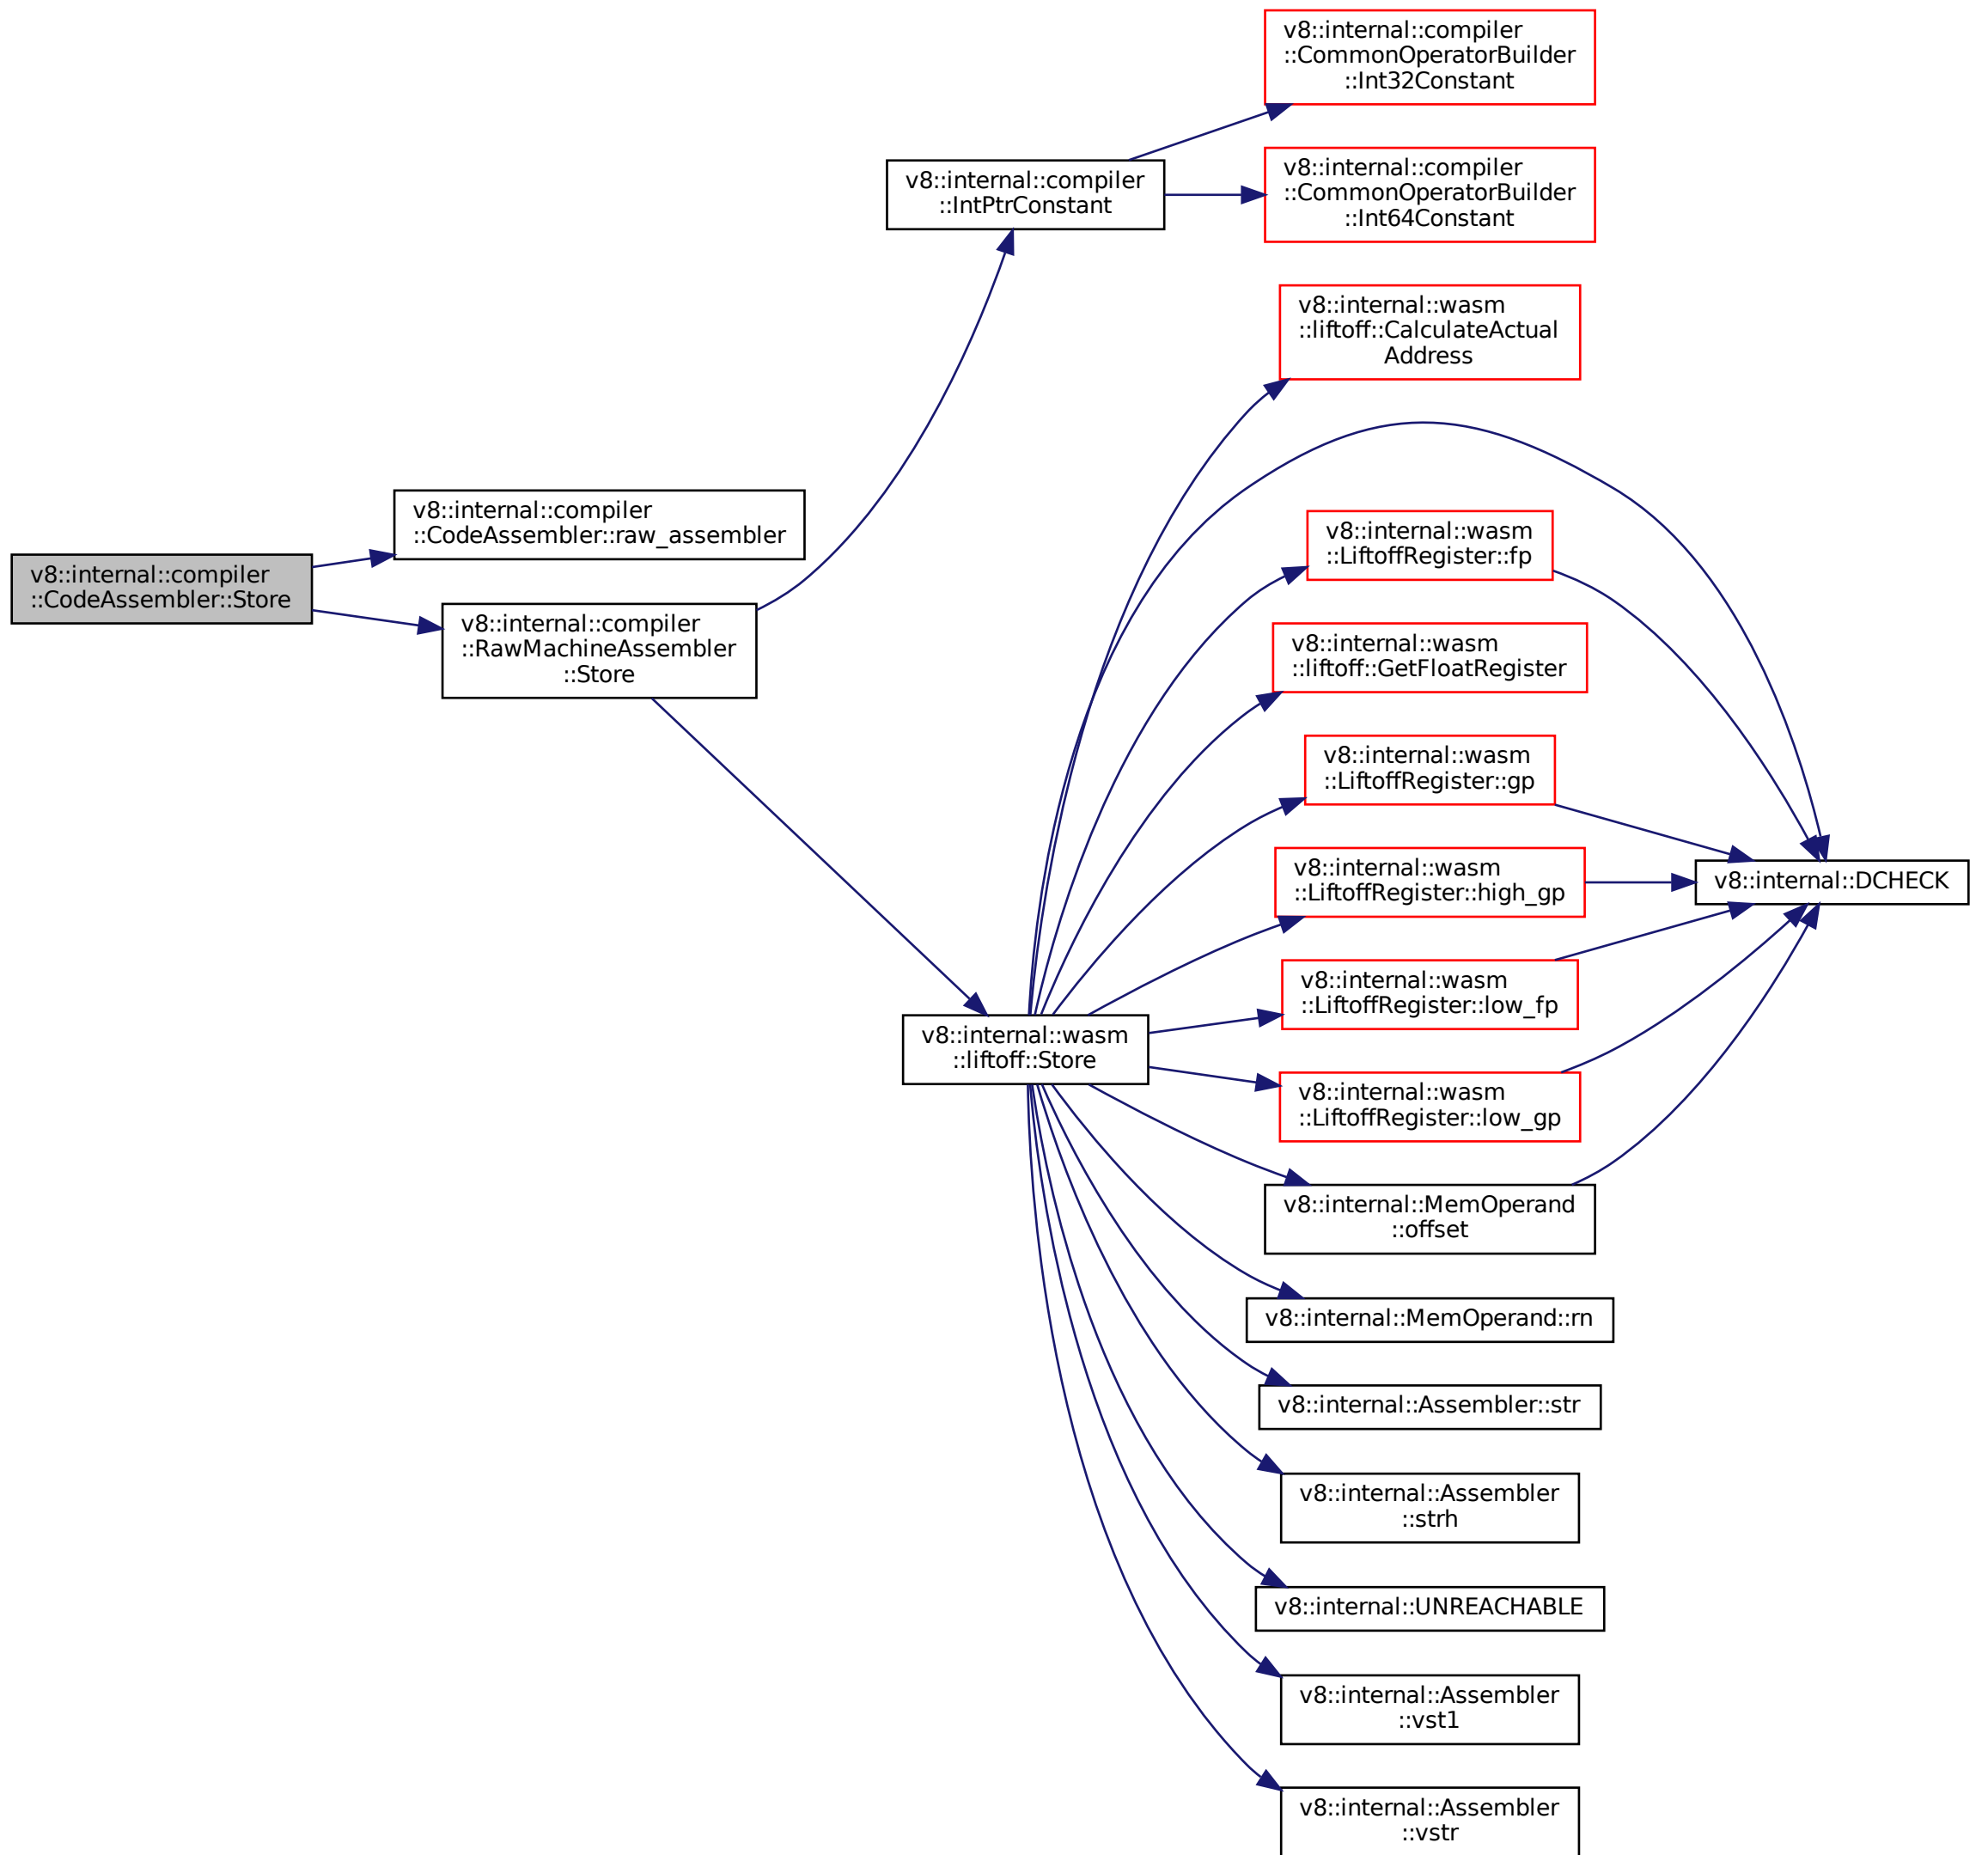 v8::internal::compiler
::CommonOperatorBuilder
::Int32Constant
v8::internal::compiler
::CommonOperatorBuilder
::Int64Constant
v8::internal::compiler
::IntPtrConstant
v8::internal::wasm
::liftoff::CalculateActual
Address
v8::internal::compiler
::CodeAssembler::raw_assembler
v8::internal::compiler
::CodeAssembler::Store
v8::internal::compiler
::RawMachineAssembler
::Store
v8::internal::wasm
::LiftoffRegister::fp
v8::internal::wasm
::liftoff::GetFloatRegister
v8::internal::wasm
::LiftoffRegister::gp
v8::internal::wasm
::LiftoffRegister::high_gp
v8::internal::DCHECK
v8::internal::wasm
::LiftoffRegister::low_fp
v8::internal::wasm
::liftoff::Store
v8::internal::wasm
::LiftoffRegister::low_gp
v8::internal::MemOperand
::offset
v8::internal::MemOperand::rn
v8::internal::Assembler::str
v8::internal::Assembler
::strh
v8::internal::UNREACHABLE
v8::internal::Assembler
::vst1
v8::internal::Assembler
::vstr